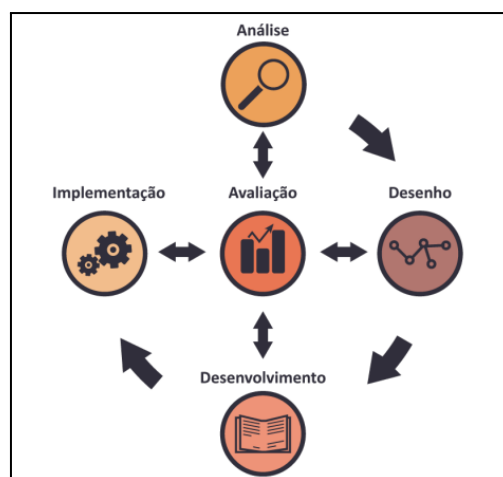 Análise
Implementação
Avaliação
Desenho
Desenvolvimento